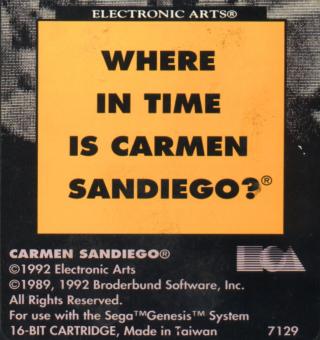 ELECTRONIC ARTS®
WHERE
IN TIME
IS CARMEN
SANDIEGO?®
CARMEN SANDIEGO®
©1992 Electronic Arts
©1989, 1992 Broderbund Software, Inc.
All Rights Reserved.
For use with the Sega™Genesis™ System
16-BIT CARTRIDGE, Made in Taiwan 7129
EA